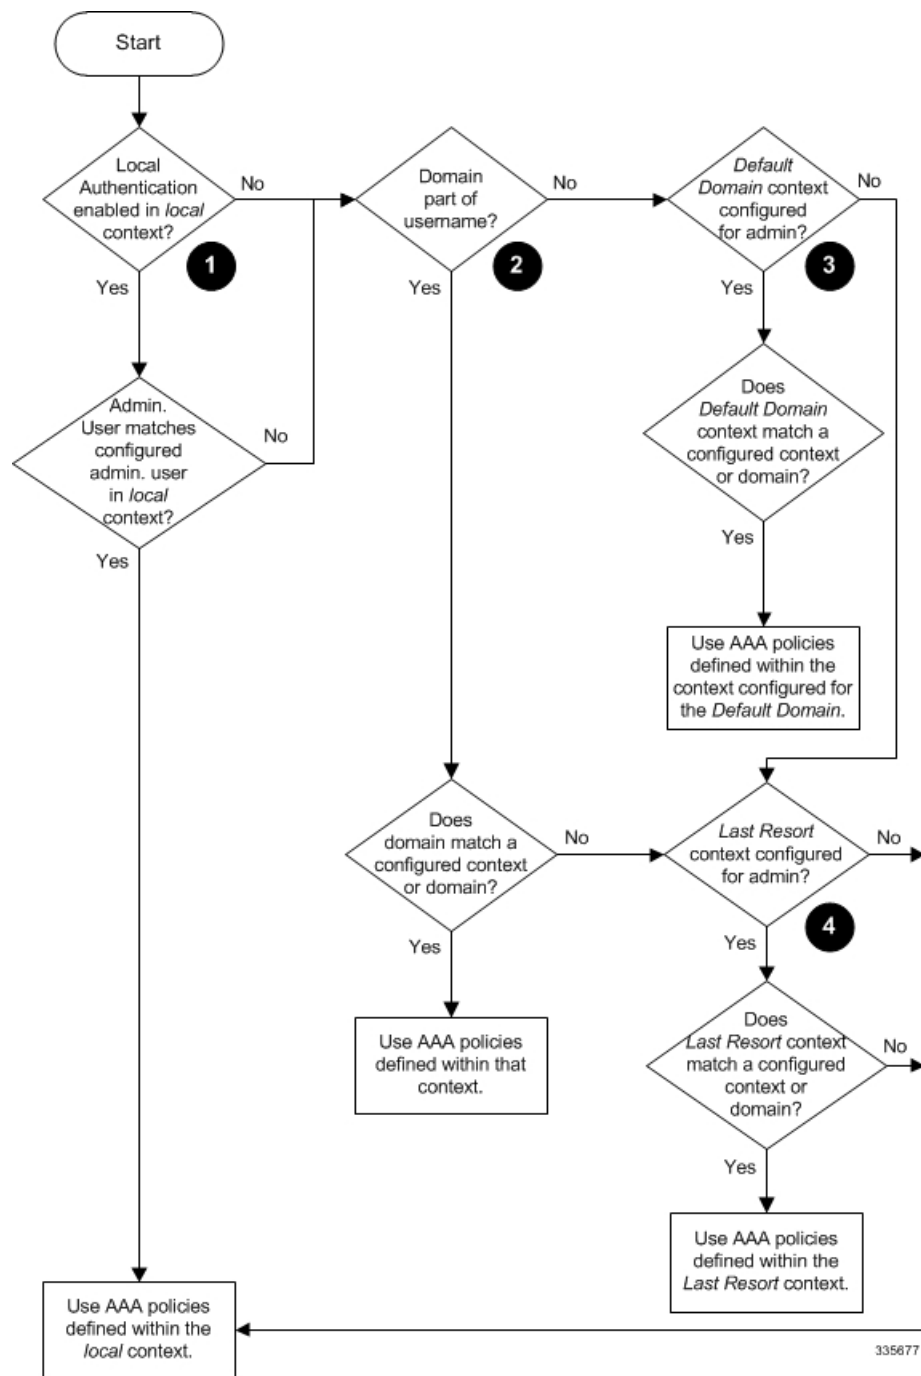 Start
Local
Authentication
enabled in local
context?
No
1
Yes
Domain
part of
username?
No
2
Yes
Default
Domain context
configured
for admin?
No
3
Yes
Admin.
User matches
configured
admin. user
in local
context?
No
Yes
Does
Default Domain
context match a
configured context
or domain?
Yes
Use AAA policies
defined within the
context configured for
the Default Domain.
Does
domain match a
configured context
or domain?
No
Yes
Last Resort
context configured
for admin?
No
4
Yes
Use AAA policies
defined within that
context.
Does
Last Resort context
match a configured
context or
domain?
No
Yes
Use AAA policies
defined within the
Last Resort context.
Use AAA policies
defined within the
local context.
335677